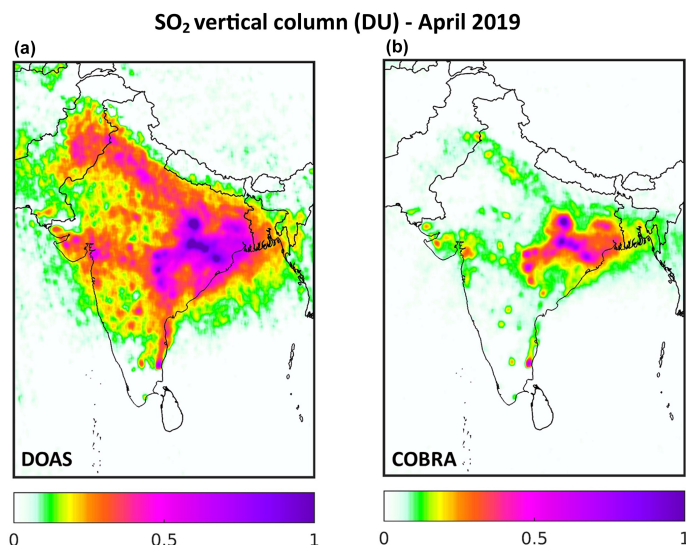 SO₂ vertical column (DU) - April 2019
(a)
(b)
DOAS
COBRA
0
0.5
1
0
0.5
1